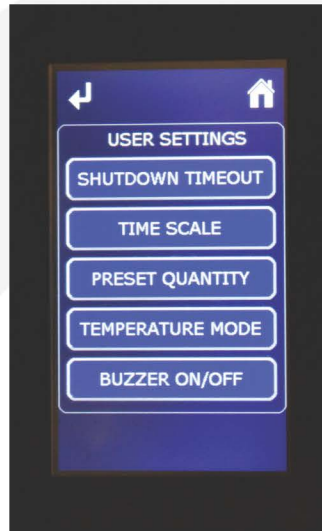 USER SETTINGS
SHUTDOWN TIMEOUT
TIME SCALE
PRESET QUANTITY
TEMPERATURE MODE
BUZZER ON/OFF